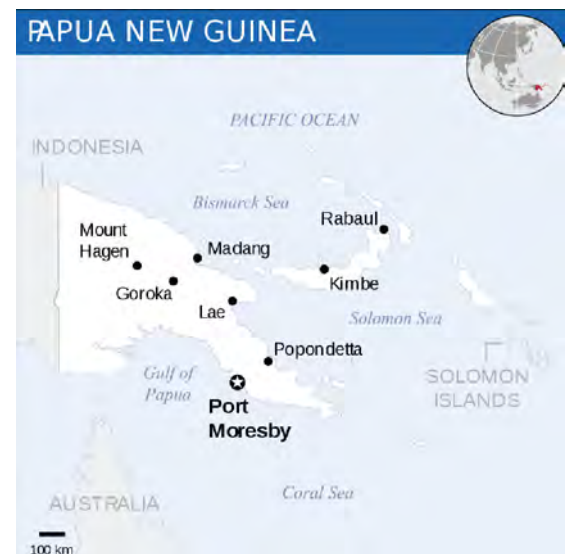 PAPUA NEW GUINEA
PACIFIC OCEAN
INDONESIA
Bismarck Sea
Rabaul
Mount
Hagen
Madang
Goroka
Kimbe
Lae
Solomon Sea
Popondetta
Gulf of
Papua
SOLOMON
ISLANDS
Port
Moresby
Coral Sea
AUSTRALIA
100 km